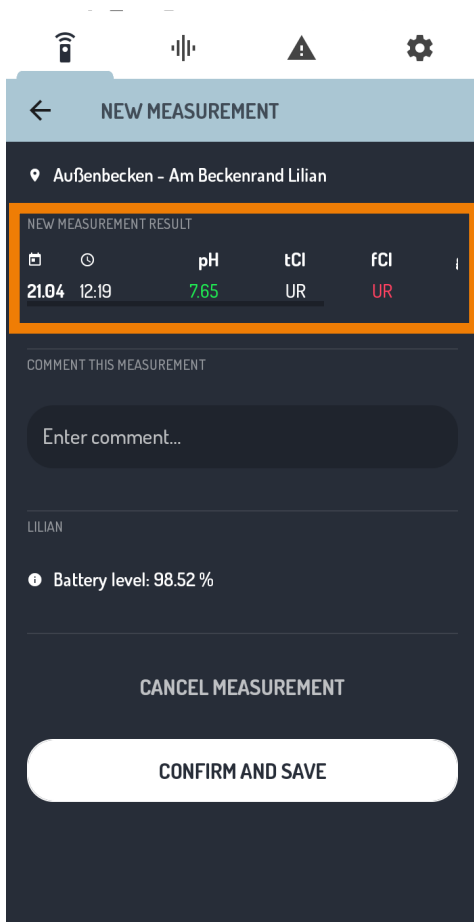 NEW MEASUREMENT
Außenbecken - Am Beckenrand Lilian
NEW MEASUREMENT RESULT
pH tCl fCl
21.04 12:19 7.65 UR UR
COMMENT THIS MEASUREMENT
Enter comment...
LILIAN
Battery level: 98.52 %
CANCEL MEASUREMENT
CONFIRM AND SAVE